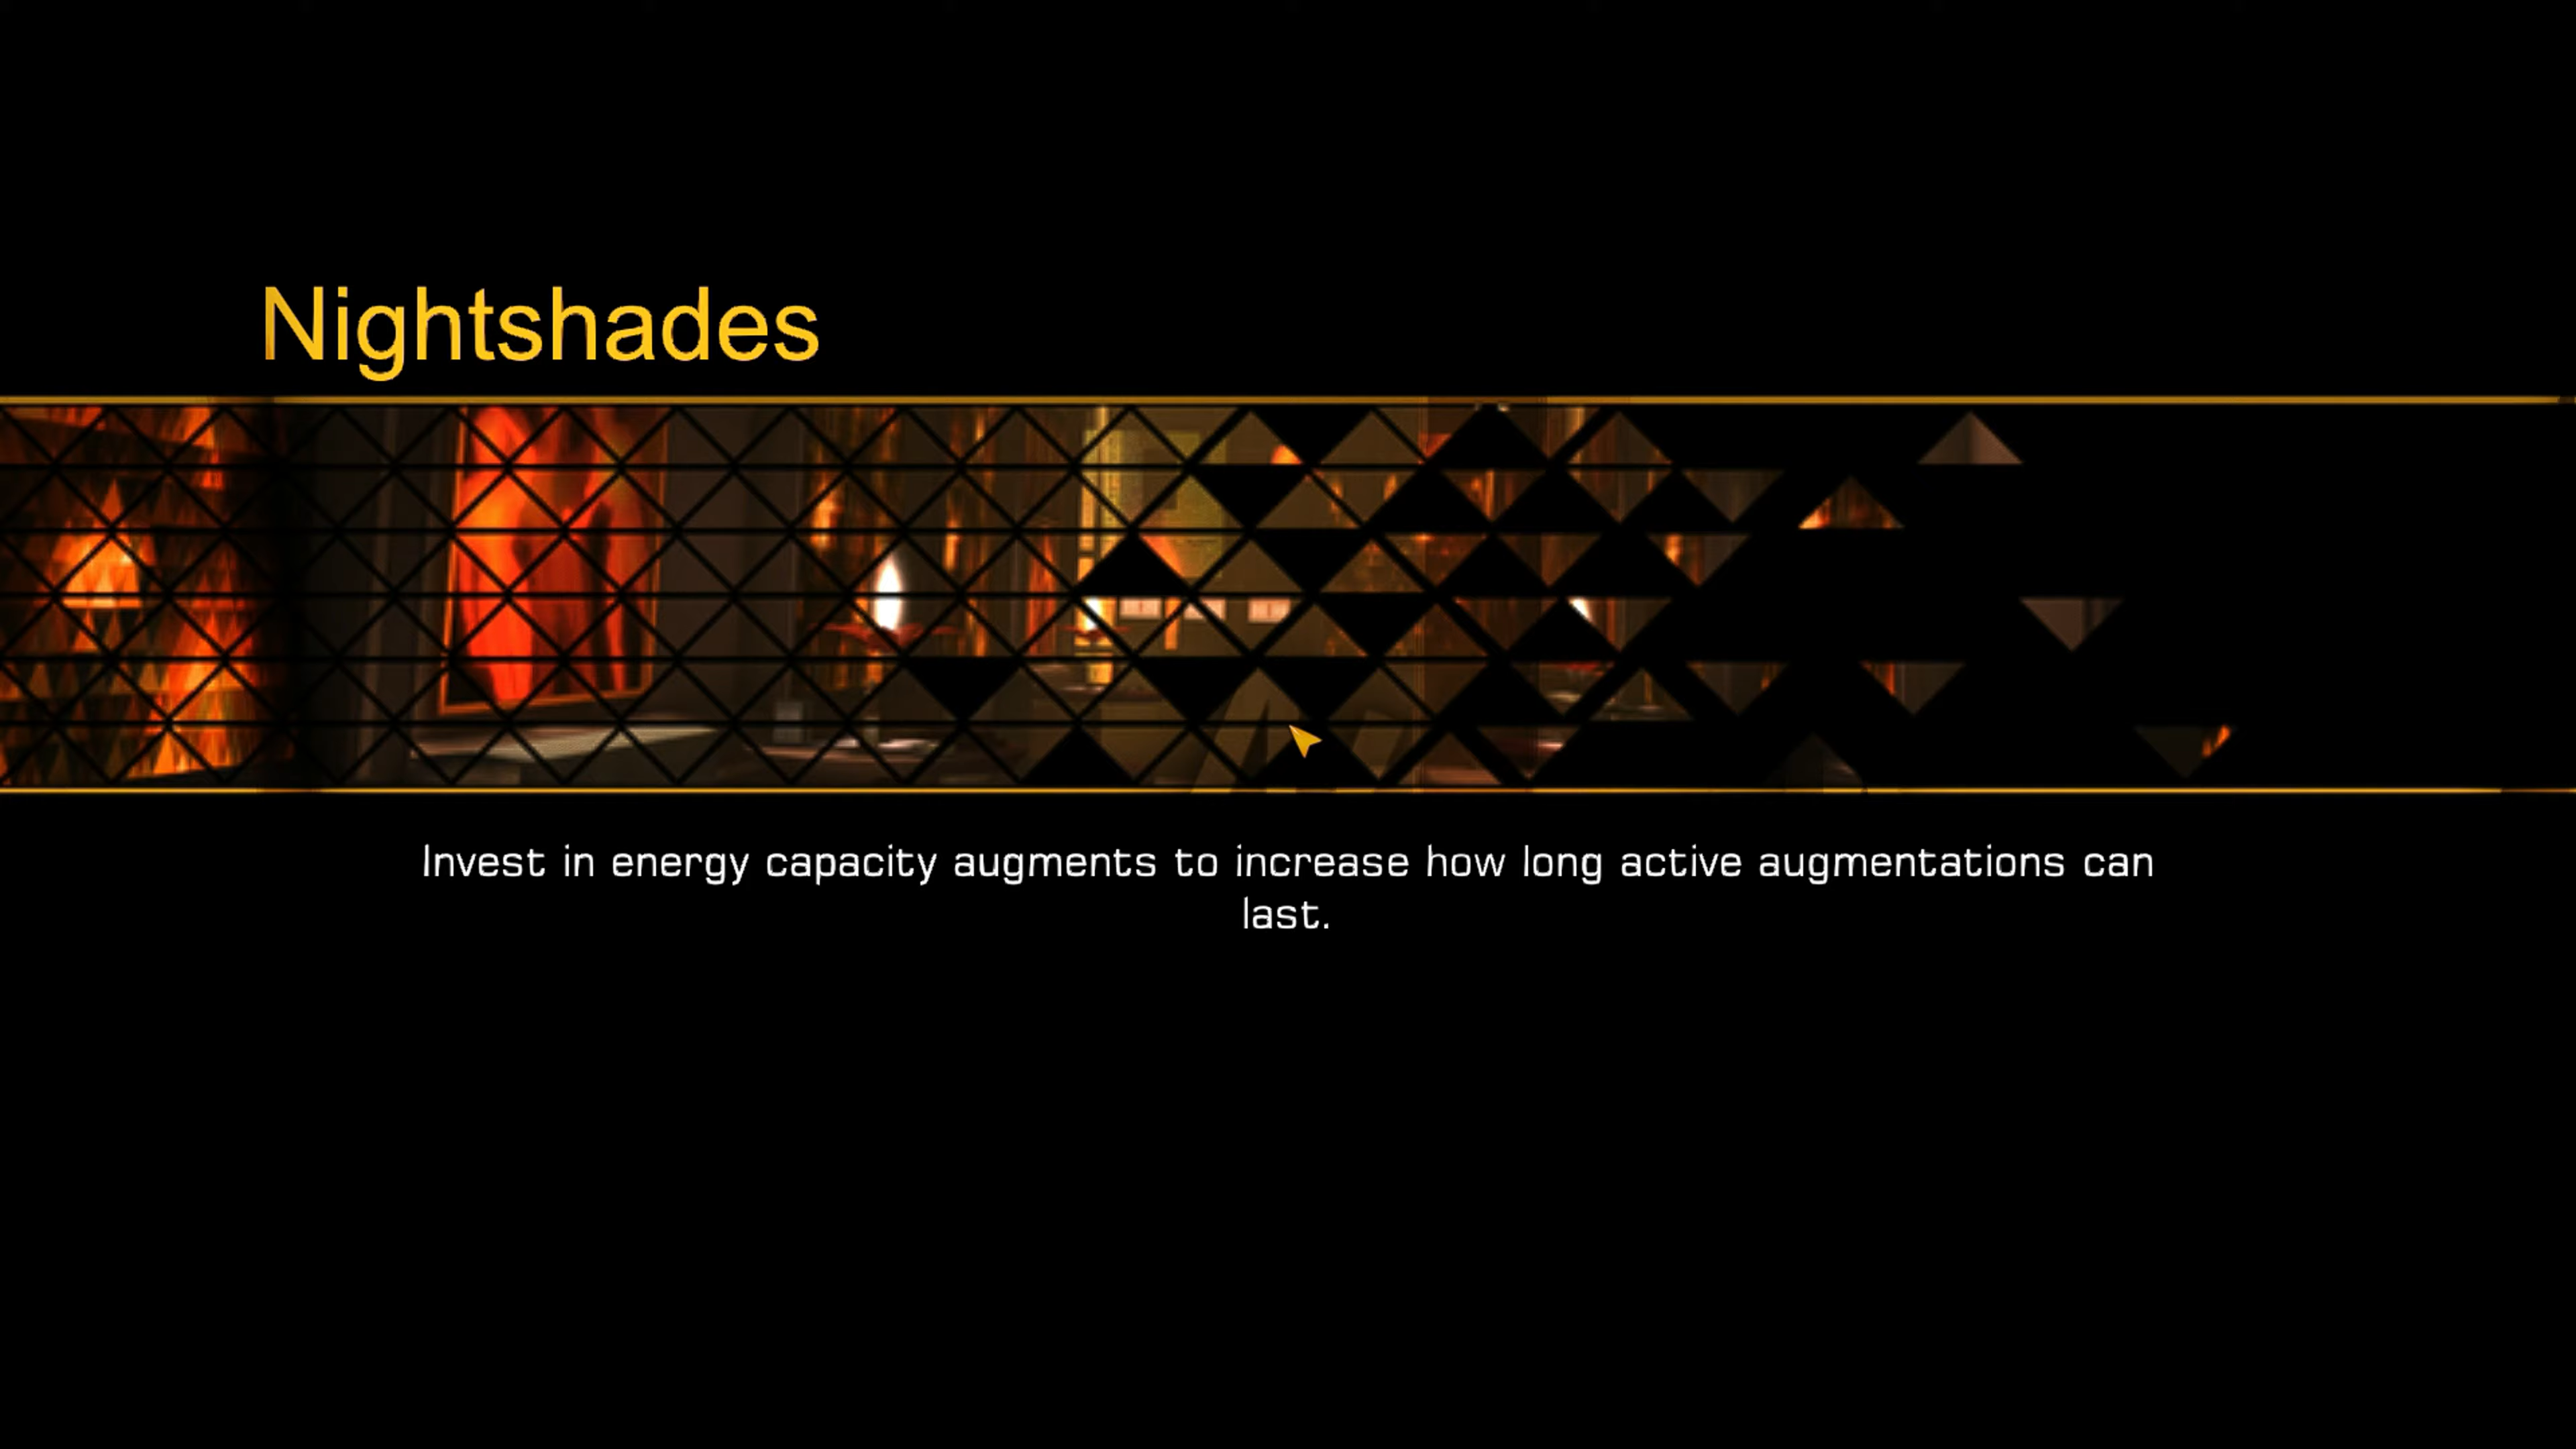 Nightshades
Invest in energy capacity augments to increase how long active augmentations can
last.